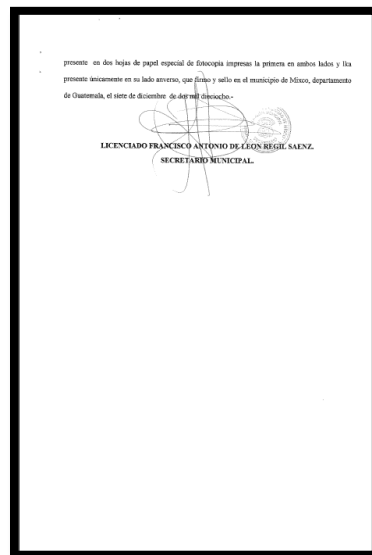 presente en dos hojas de papel especial de fotocopia impresas la primera en ambos lados y lka
presente únicamente en su lado anverso, que firmo y sello en el municipio de Mixco, departamento
de Guatemala, el siete de diciembre de dos mil dieciocho.-
LICENCIADO FRANCISCO ANTONIO DE LEON REGIL SAENZ.
SECRETARIO MUNICIPAL.